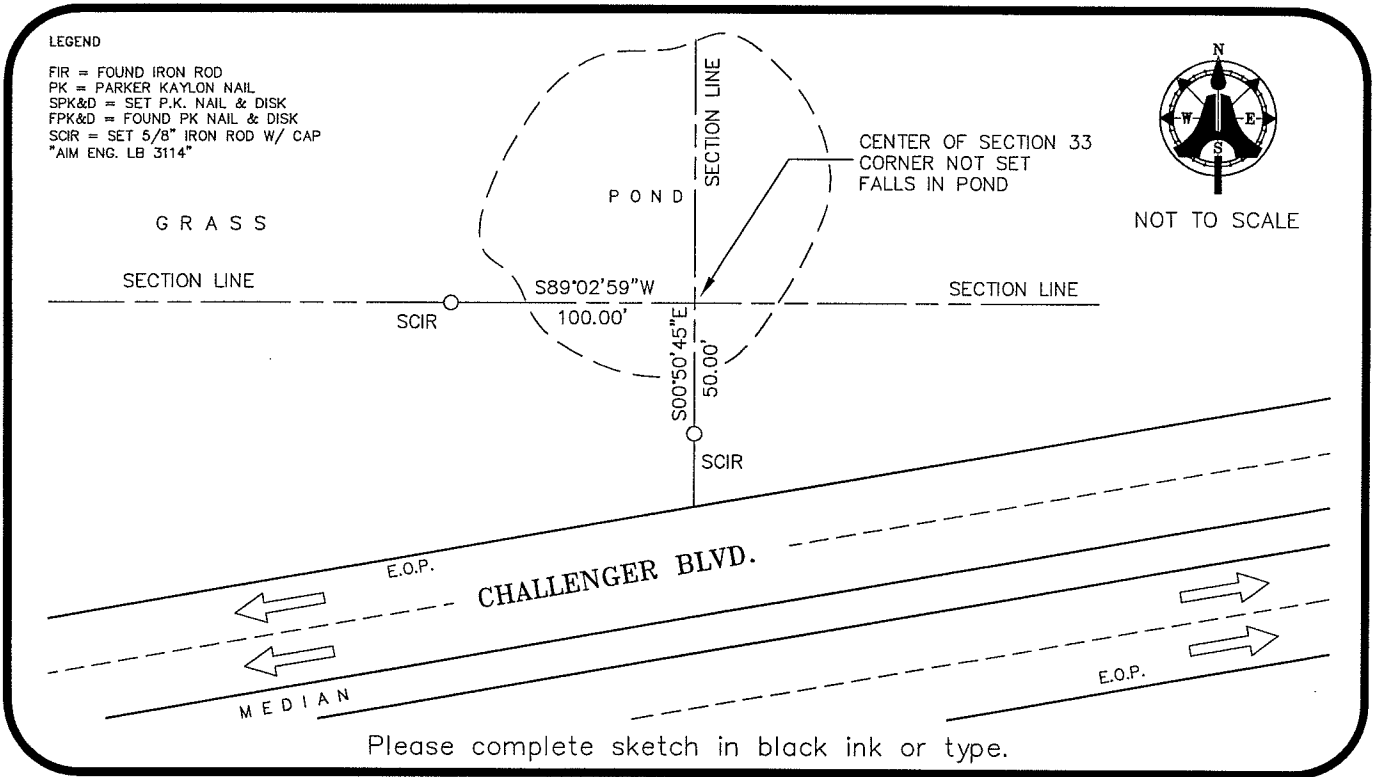 LEGEND
FIR = FOUND IRON ROD
PK = PARKER KAYLON NAIL
SPK&D = SET P.K. NAIL & DISK
FPK&D = FOUND PK NAIL & DISK
SCIR = SET 5/8" IRON ROD W/ CAP
"AIM ENG. LB 3114"
GRASS
POND
SECTION LINE
CENTER OF SECTION 33
CORNER NOT SET
FALLS IN POND
N
W E
S
NOT TO SCALE
SECTION LINE
S89°02'59"W
100.00'
SECTION LINE
SCIR
S00°50'45"E
50.00'
SCIR
E.O.P.
CHALLENGER BLVD.
MEDIAN
E.O.P.
Please complete sketch in black ink or type.